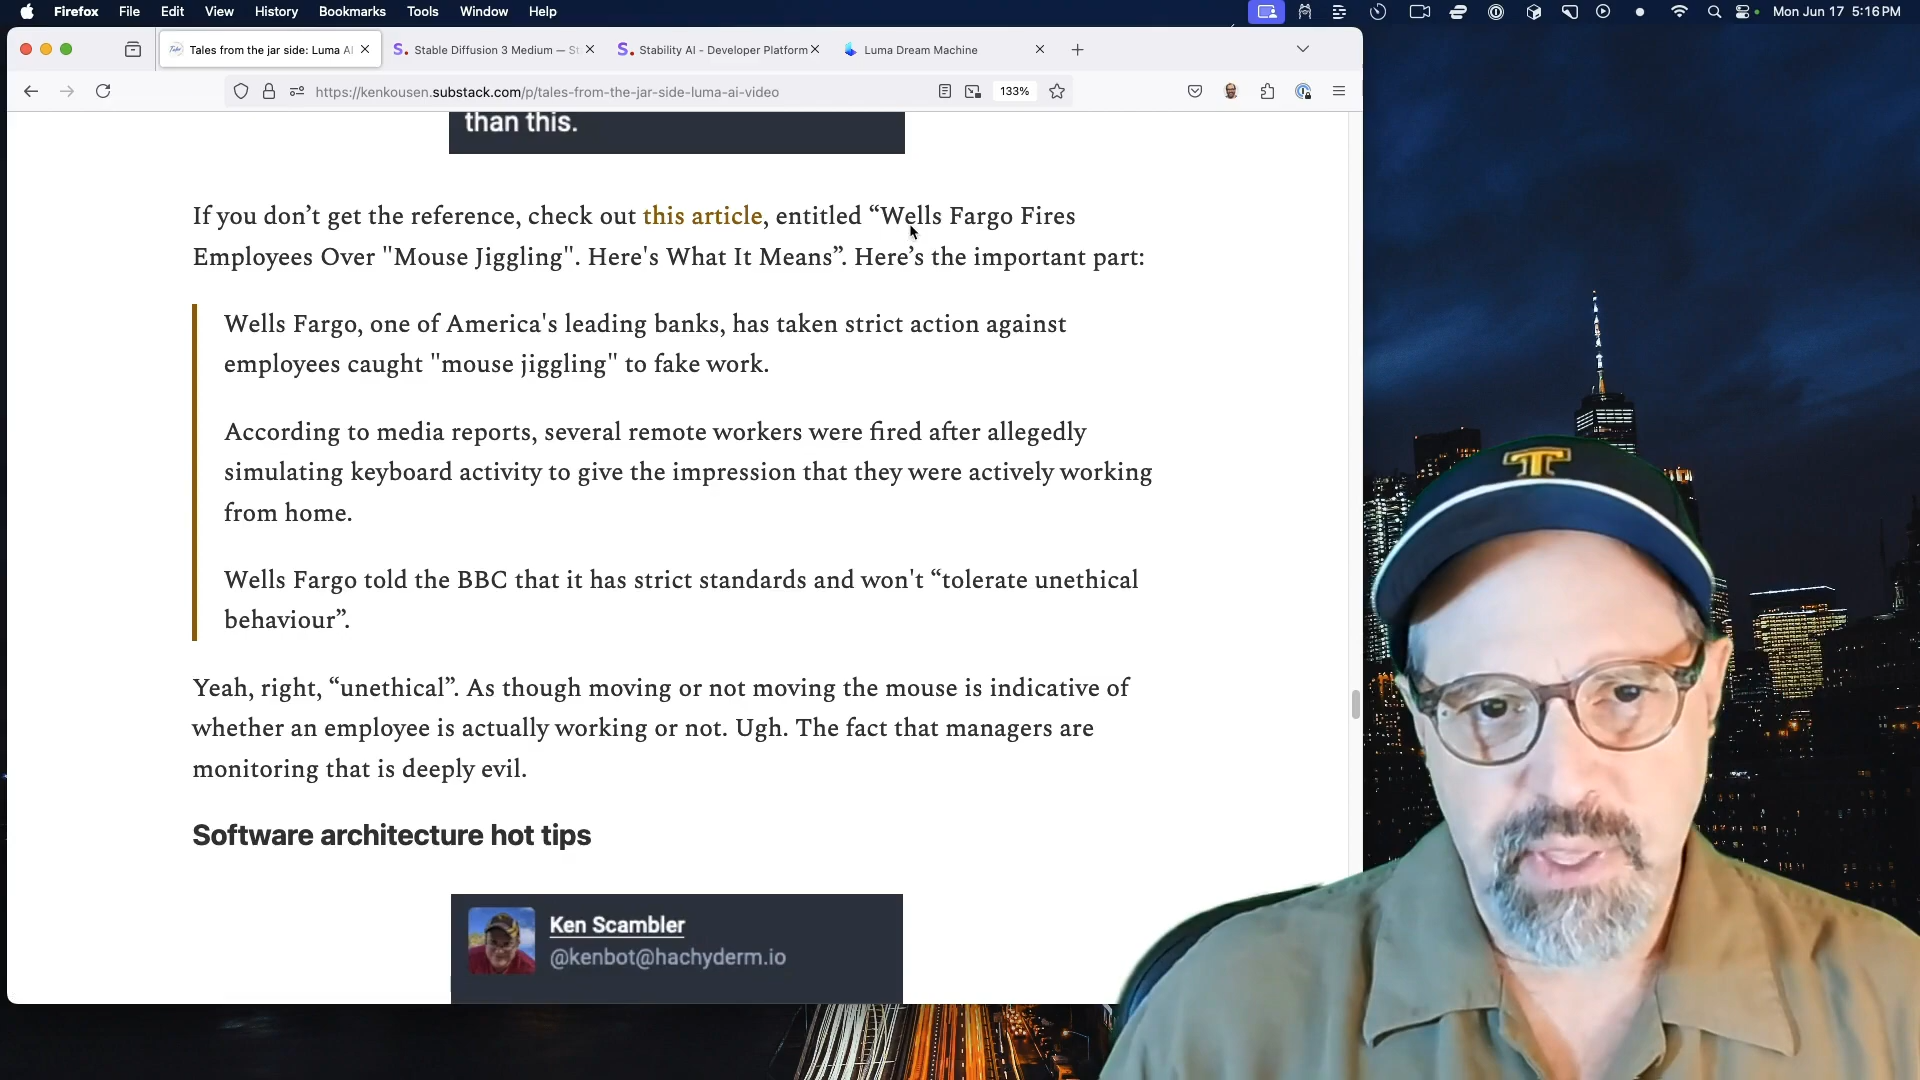 Firefox File Edit View History Bookmarks Tools Window Help
Mon Jun 17 5:16 PM
Tales from the jar side: Luma AI
Stable Diffusion 3 Medium — St
Stability AI - Developer Platform
Luma Dream Machine
https://kenkousen.substack.com/p/tales-from-the-jar-side-luma-ai-video
133%
than this.
If you don’t get the reference, check out this article, entitled “Wells Fargo Fires
Employees Over "Mouse Jiggling". Here's What It Means”. Here’s the important part:
Wells Fargo, one of America's leading banks, has taken strict action against
employees caught "mouse jiggling" to fake work.
According to media reports, several remote workers were fired after allegedly
simulating keyboard activity to give the impression that they were actively working
from home.
Wells Fargo told the BBC that it has strict standards and won't “tolerate unethical
behaviour”.
Yeah, right, “unethical”. As though moving or not moving the mouse is indicative of
whether an employee is actually working or not. Ugh. The fact that managers are
monitoring that is deeply evil.
Software architecture hot tips
Ken Scambler
@kenbot@hachyderm.io
T